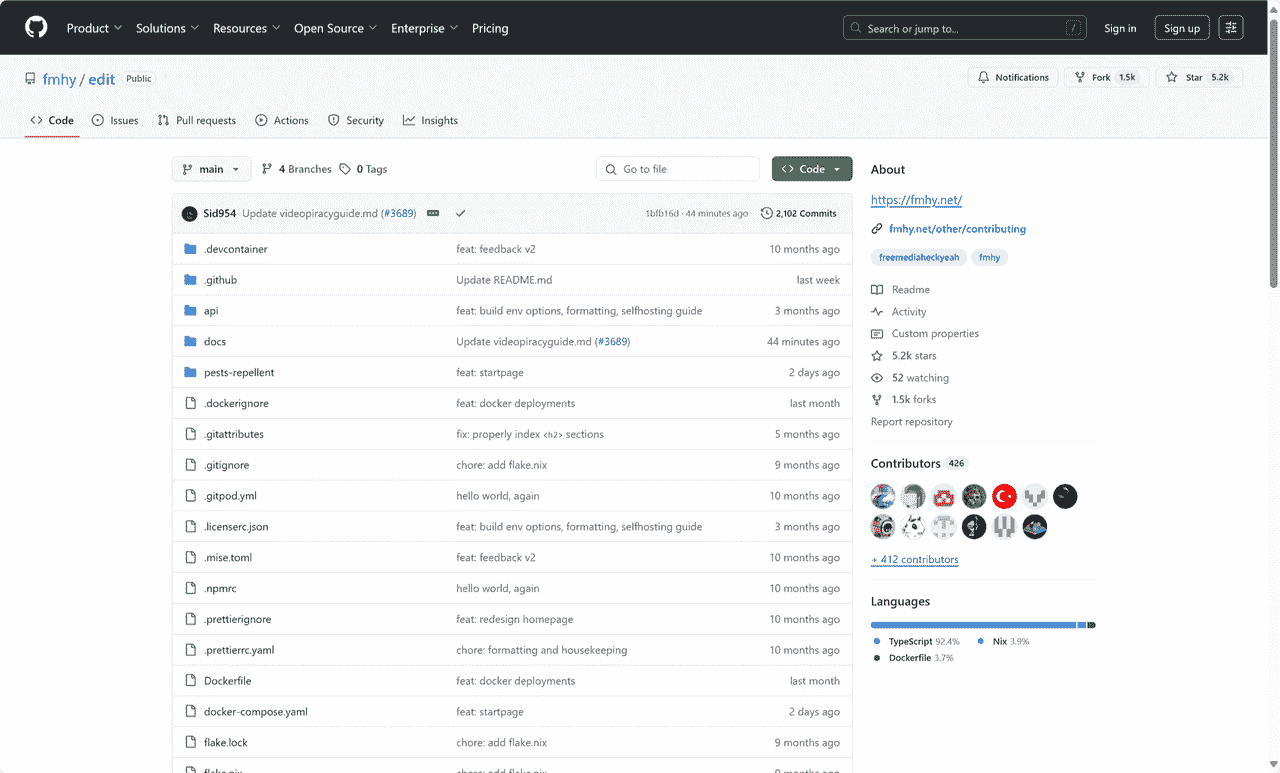 Product Solutions Resources Open Source Enterprise Pricing Search or jump to... / Sign in Sign up
fmhy / edit Public Notifications Fork 1.5k Star 5.2k
Code Issues Pull requests Actions Security Insights
main 4 Branches 0 Tags Go to file Code
Sid954 Update videopiracyguide.md (#3689) 1bfb16d · 44 minutes ago 2,102 Commits
.devcontainer feat: feedback v2 10 months ago
.github Update README.md last week
api feat: build env options, formatting, selfhosting guide 3 months ago
docs Update videopiracyguide.md (#3689) 44 minutes ago
pests-repellent feat: startpage 2 days ago
.dockerignore feat: docker deployments last month
.gitattributes fix: properly index <h2> sections 5 months ago
.gitignore chore: add flake.nix 9 months ago
.gitpod.yml hello world, again 10 months ago
.licenserc.json feat: build env options, formatting, selfhosting guide 3 months ago
.mise.toml feat: feedback v2 10 months ago
.npmrc hello world, again 10 months ago
.prettierignore feat: redesign homepage 10 months ago
.prettierrc.yaml chore: formatting and housekeeping 10 months ago
Dockerfile feat: docker deployments last month
docker-compose.yaml feat: startpage 2 days ago
flake.lock chore: add flake.nix 9 months ago
flake.nix chore: add flake.nix 9 months ago
About
https://fmhy.net/
fmhy.net/other/contributing
freemediaheckyeah fmhy
Readme
Activity
Custom properties
5.2k stars
52 watching
1.5k forks
Report repository
Contributors 426
+ 412 contributors
Languages
TypeScript 92.4% Nix 3.9%
Dockerfile 3.7%